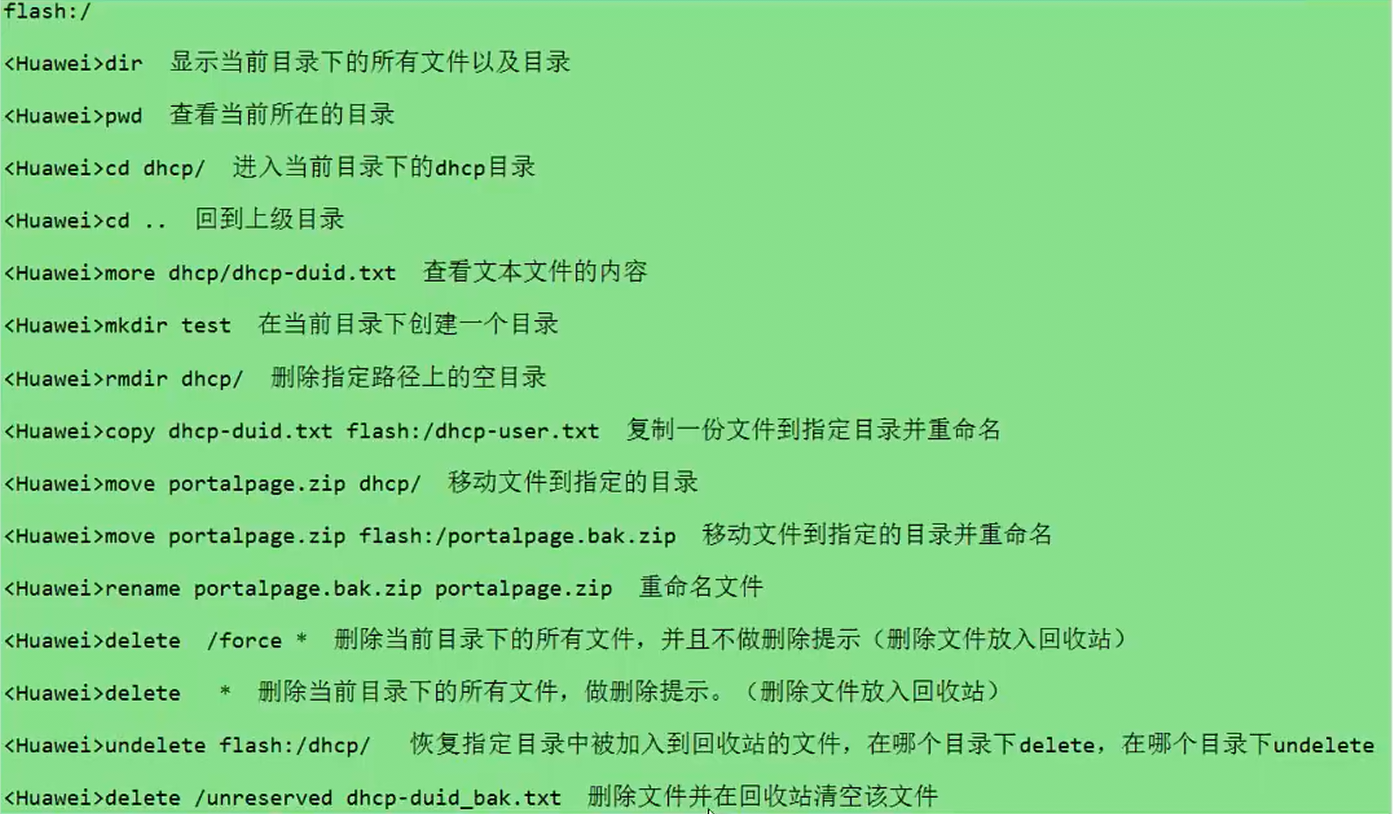 flash:/
<Huawei>dir 显示当前目录下的所有文件以及目录
<Huawei>pwd 查看当前所在的目录
<Huawei>cd dhcp/ 进入当前目录下的dhcp目录
<Huawei>cd .. 回到上级目录
<Huawei>more dhcp/dhcp-duid.txt 查看文本文件的内容
<Huawei>mkdir test 在当前目录下创建一个目录
<Huawei>rmdir dhcp/ 删除指定路径上的空目录
<Huawei>copy dhcp-duid.txt flash:/dhcp-user.txt 复制一份文件到指定目录并重命名
<Huawei>move portalpage.zip dhcp/ 移动文件到指定的目录
<Huawei>move portalpage.zip flash:/portalpage.bak.zip 移动文件到指定的目录并重命名
<Huawei>rename portalpage.bak.zip portalpage.zip 重命名文件
<Huawei>delete /force * 删除当前目录下的所有文件，并且不做删除提示（删除文件放入回收站）
<Huawei>delete * 删除当前目录下的所有文件，做删除提示。（删除文件放入回收站）
<Huawei>undelete flash:/dhcp/ 恢复指定目录中被加入到回收站的文件，在哪个目录下delete，在哪个目录下undelete
<Huawei>delete /unreserved dhcp-duid_bak.txt 删除文件并在回收站清空该文件